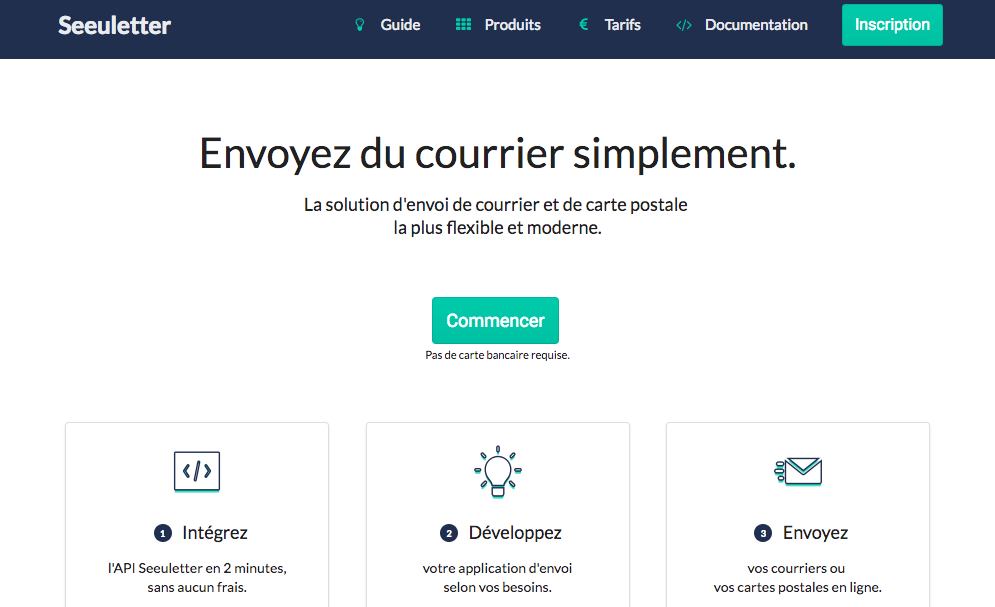 Seeuletter
Guide
Produits
€ Tarifs
</> Documentation
Inscription
Envoyez du courrier simplement.
La solution d'envoi de courrier et de carte postale
la plus flexible et moderne.
Commencer
Pas de carte bancaire requise.
</>
1 Intégrez
l'API Seeuletter en 2 minutes,
sans aucun frais.
2 Développez
votre application d'envoi
selon vos besoins.
3 Envoyez
vos courriers ou
vos cartes postales en ligne.